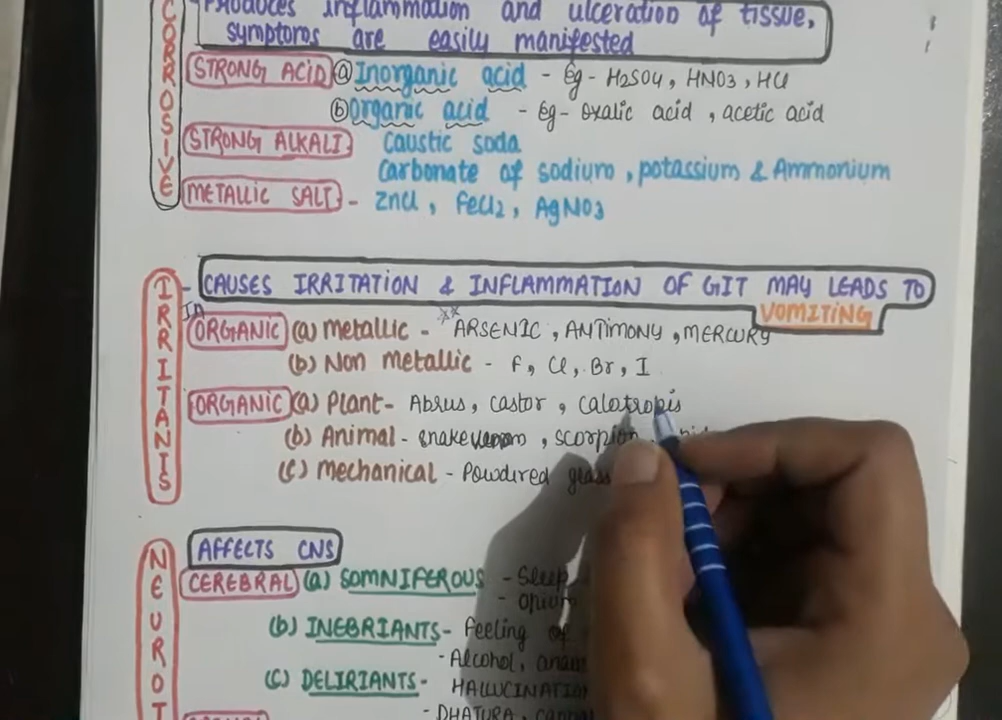 CORROSIVE
Produces inflammation and ulceration of tissue,
symptoms are easily manifested
STRONG ACID (a) Inorganic acid - Eg - H2SO4, HNO3, HCl
(b) Organic acid - Eg - Oxalic acid, acetic acid
STRONG ALKALI Caustic soda
Carbonate of sodium, potassium & Ammonium
METALLIC SALT - ZnCl, FeCl2, AgNO3
IRRITANTS
- CAUSES IRRITATION & INFLAMMATION OF GIT MAY LEADS TO
VOMITING
In
ORGANIC (a) Metallic - ** ARSENIC, ANTIMONY, MERCURY
(b) Non Metallic - F, Cl, Br, I
ORGANIC (a) Plant - Abrus, castor, calotropis
(b) Animal - snake venom, scorpion,
(c) Mechanical - Powdired glass
NEUROT
AFFECTS CNS
CEREBRAL (a) SOMNIFEROUS - Sleep
- Opium
(b) INEBRIANTS - Feeling of
- Alcohol,
(c) DELIRIANTS - HALLUCINATION
- DHATURA,